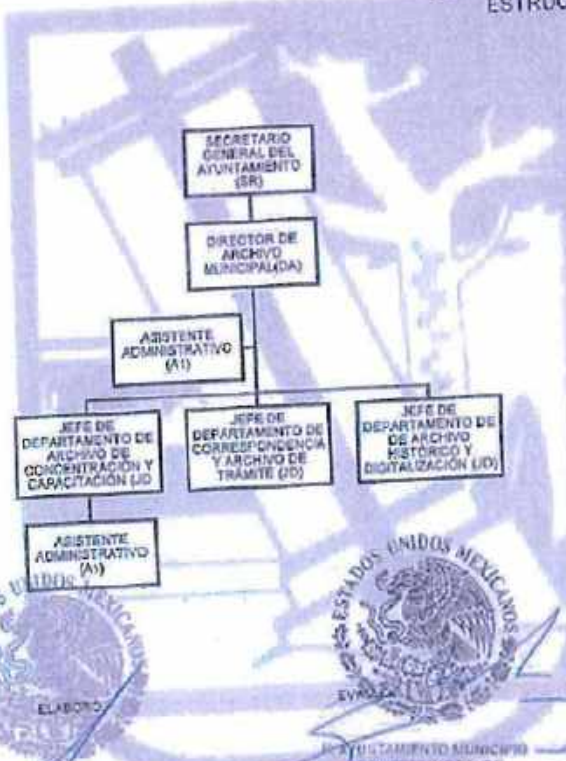 ESTRUC
SECRETARIO
GENERAL DEL
AYUNTAMIENTO
(SR)
DIRECTOR DE
ARCHIVO
MUNICIPAL(DA)
ASISTENTE
ADMINISTRATIVO
(A1)
JEFE DE
DEPARTAMENTO DE
ARCHIVO DE
CONCENTRACIÓN Y
CAPACITACIÓN (JD
JEFE DE
DEPARTAMENTO DE
CORRESPONDENCIA
Y ARCHIVO DE
TRÁMITE (JD)
JEFE DE
DEPARTAMENTO DE
DE ARCHIVO
HISTÓRICO Y
DIGITALIZACIÓN (JD)
ASISTENTE
ADMINISTRATIVO
ESTADOS UNIDOS MEXICANOS
ELABORO
AYUNTAMIENTO MUNICIPIO